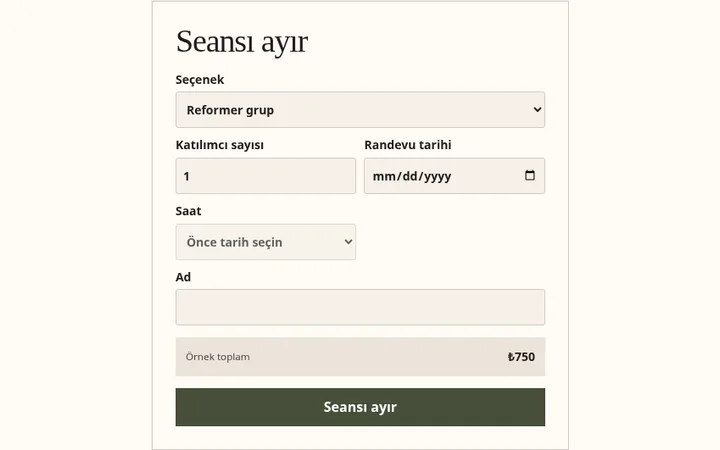 Seansı ayır
Seçenek
Reformer grup
Katılımcı sayısı
Randevu tarihi
1
mm/dd/yyyy
Saat
Önce tarih seçin
Ad
Örnek toplam
₺750
Seansı ayır